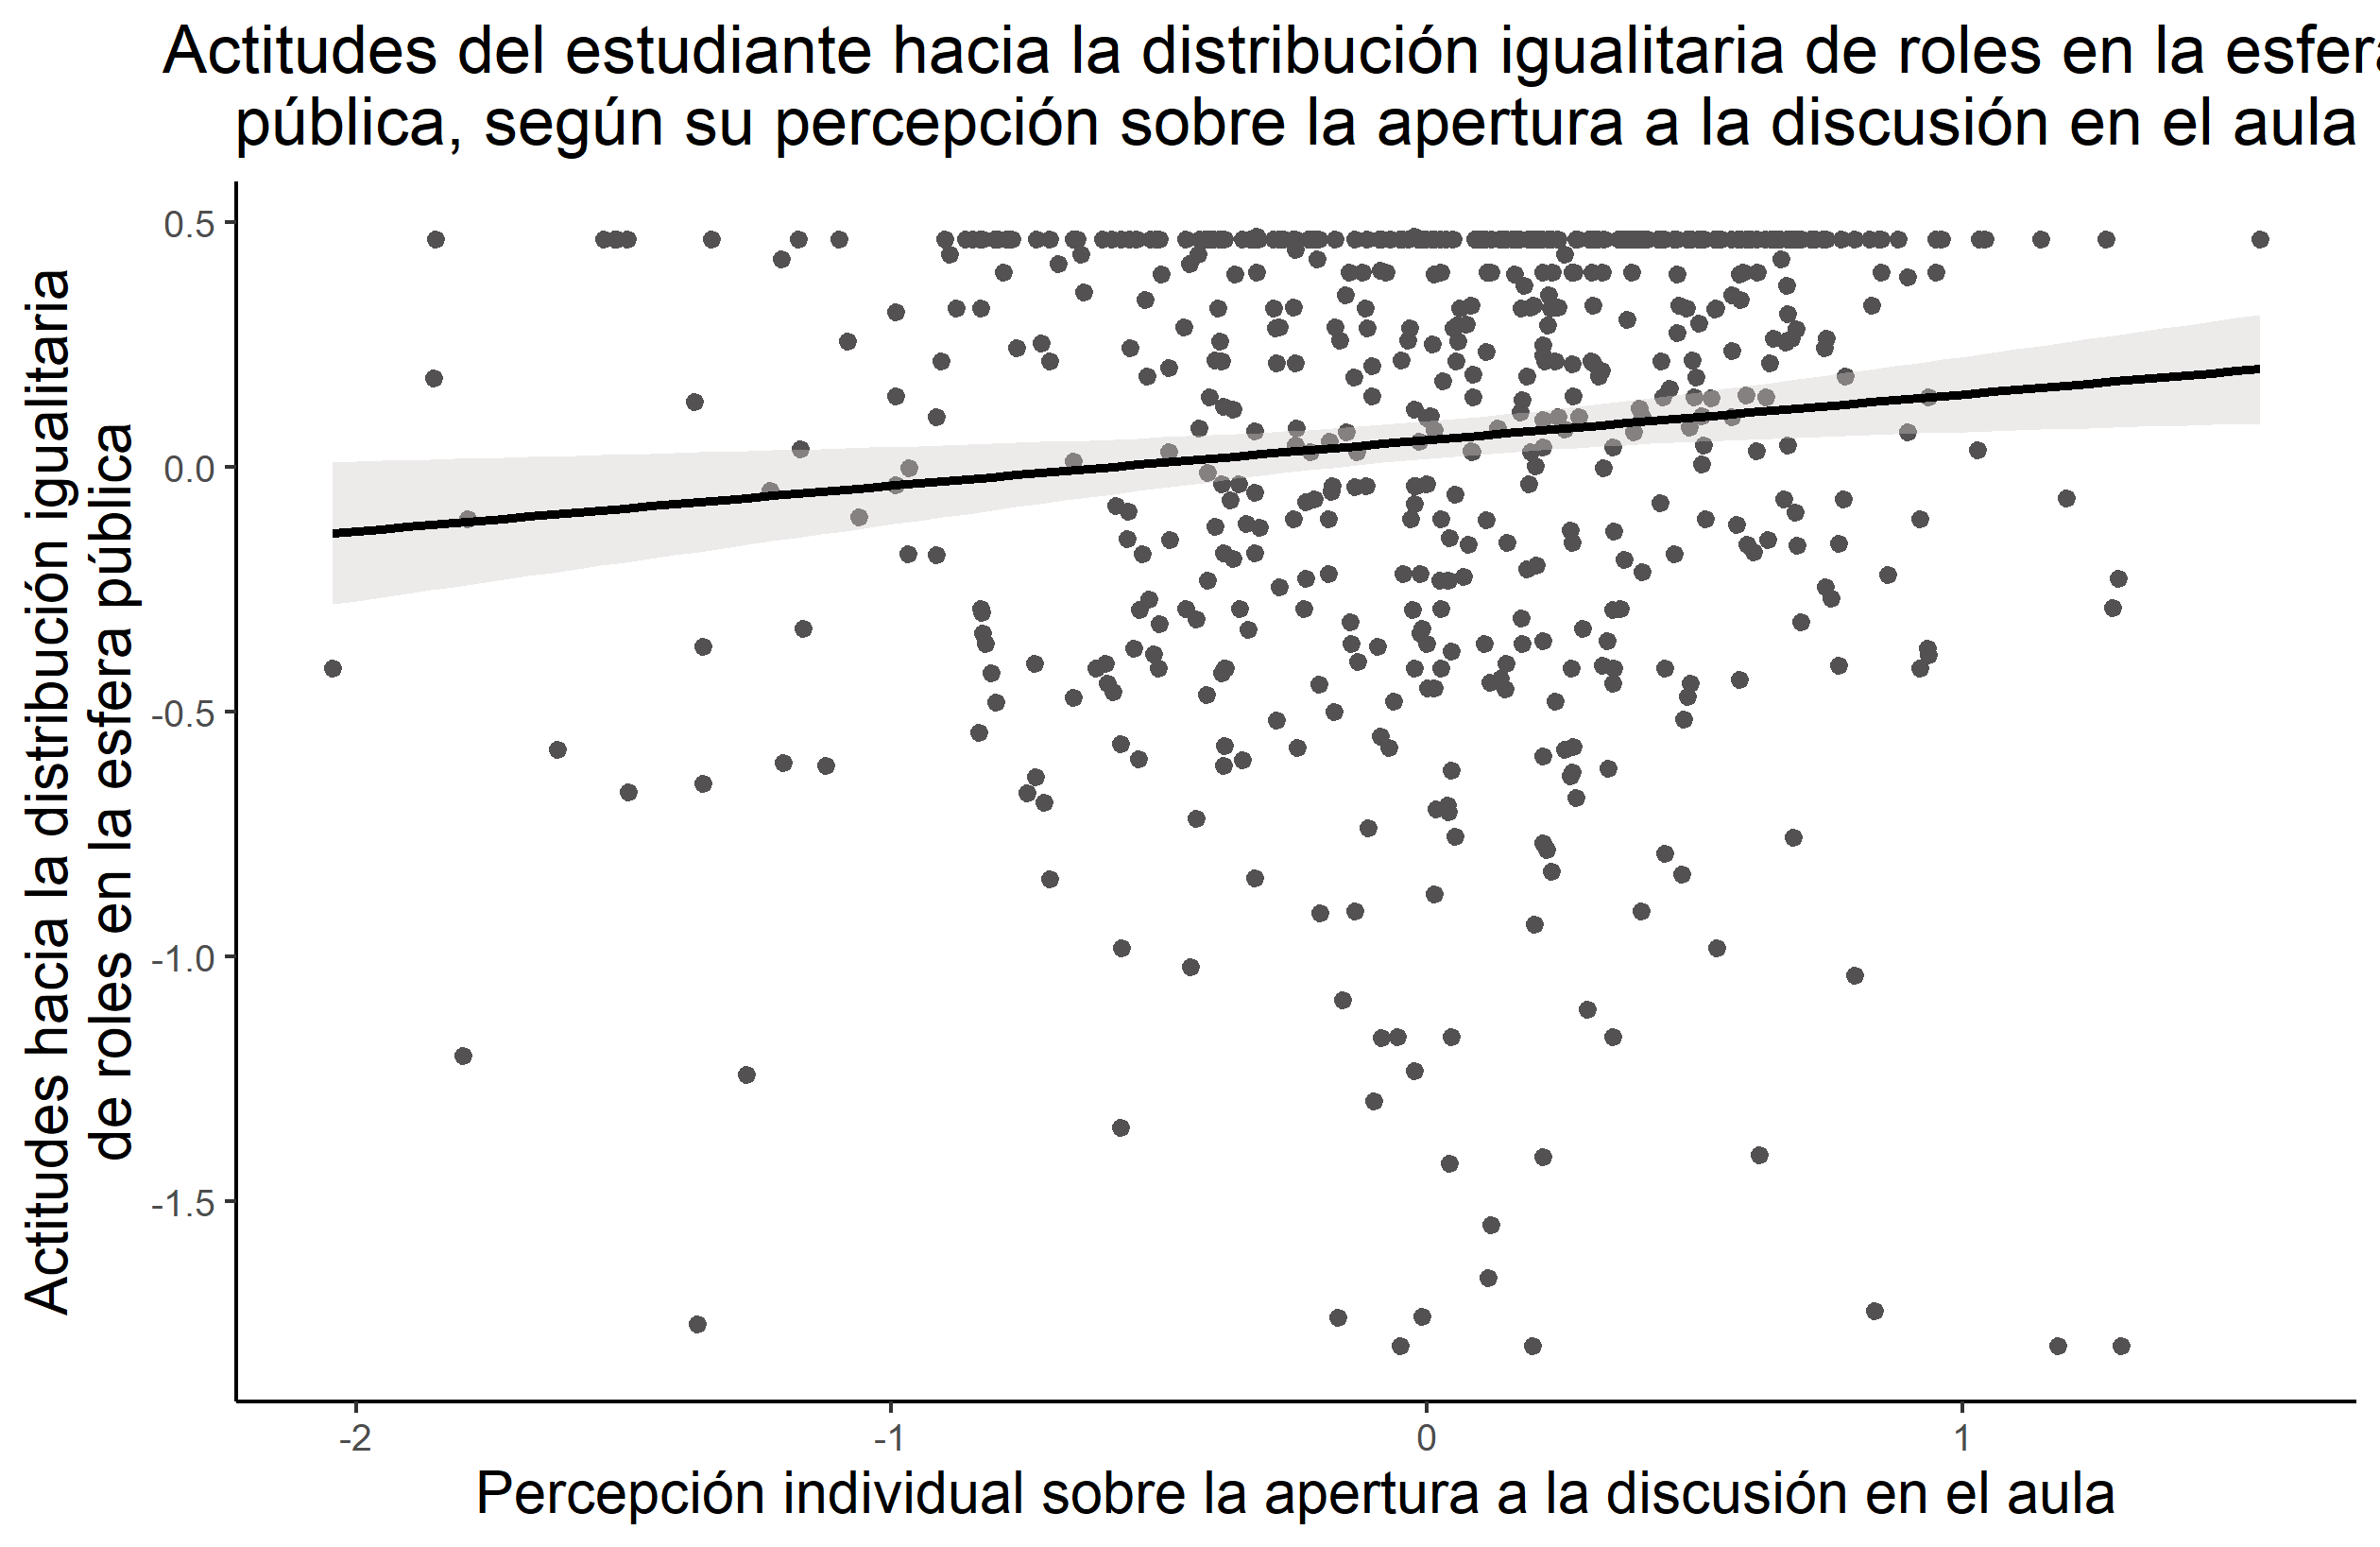 Actitudes del estudiante hacia la distribución igualitaria de roles en la esfera
pública, según su percepción sobre la apertura a la discusión en el aula
Actitudes hacia la distribución igualitaria
de roles en la esfera pública
0.5
0.0
-0.5
-1.0
-1.5
-2
-1
0
1
Percepción individual sobre la apertura a la discusión en el aula